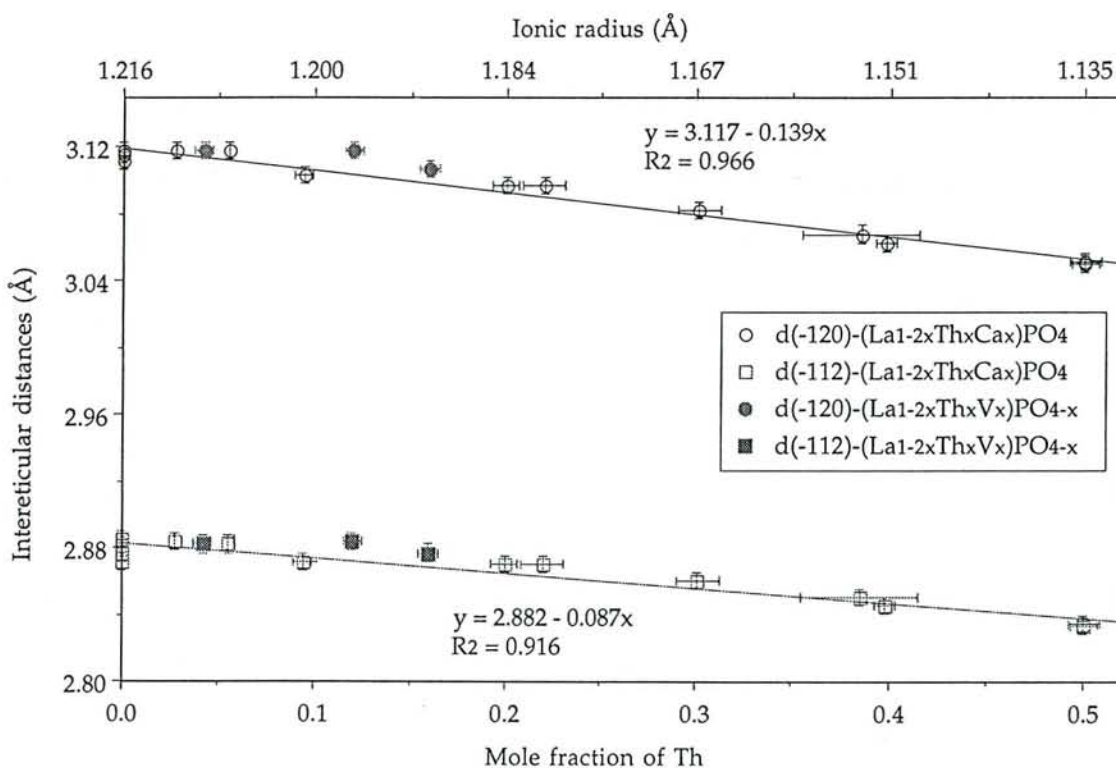 Ionic radius (Å)
1.216 1.200 1.184 1.167 1.151 1.135
y = 3.117 - 0.139x
R2 = 0.966
3.12
3.04
2.96
2.88
2.80
Intereticular distances (Å)
d(-120)-(La1-2xThxCax)PO4
d(-112)-(La1-2xThxCax)PO4
d(-120)-(La1-2xThxVx)PO4-x
d(-112)-(La1-2xThxVx)PO4-x
y = 2.882 - 0.087x
R2 = 0.916
0.0 0.1 0.2 0.3 0.4 0.5
Mole fraction of Th